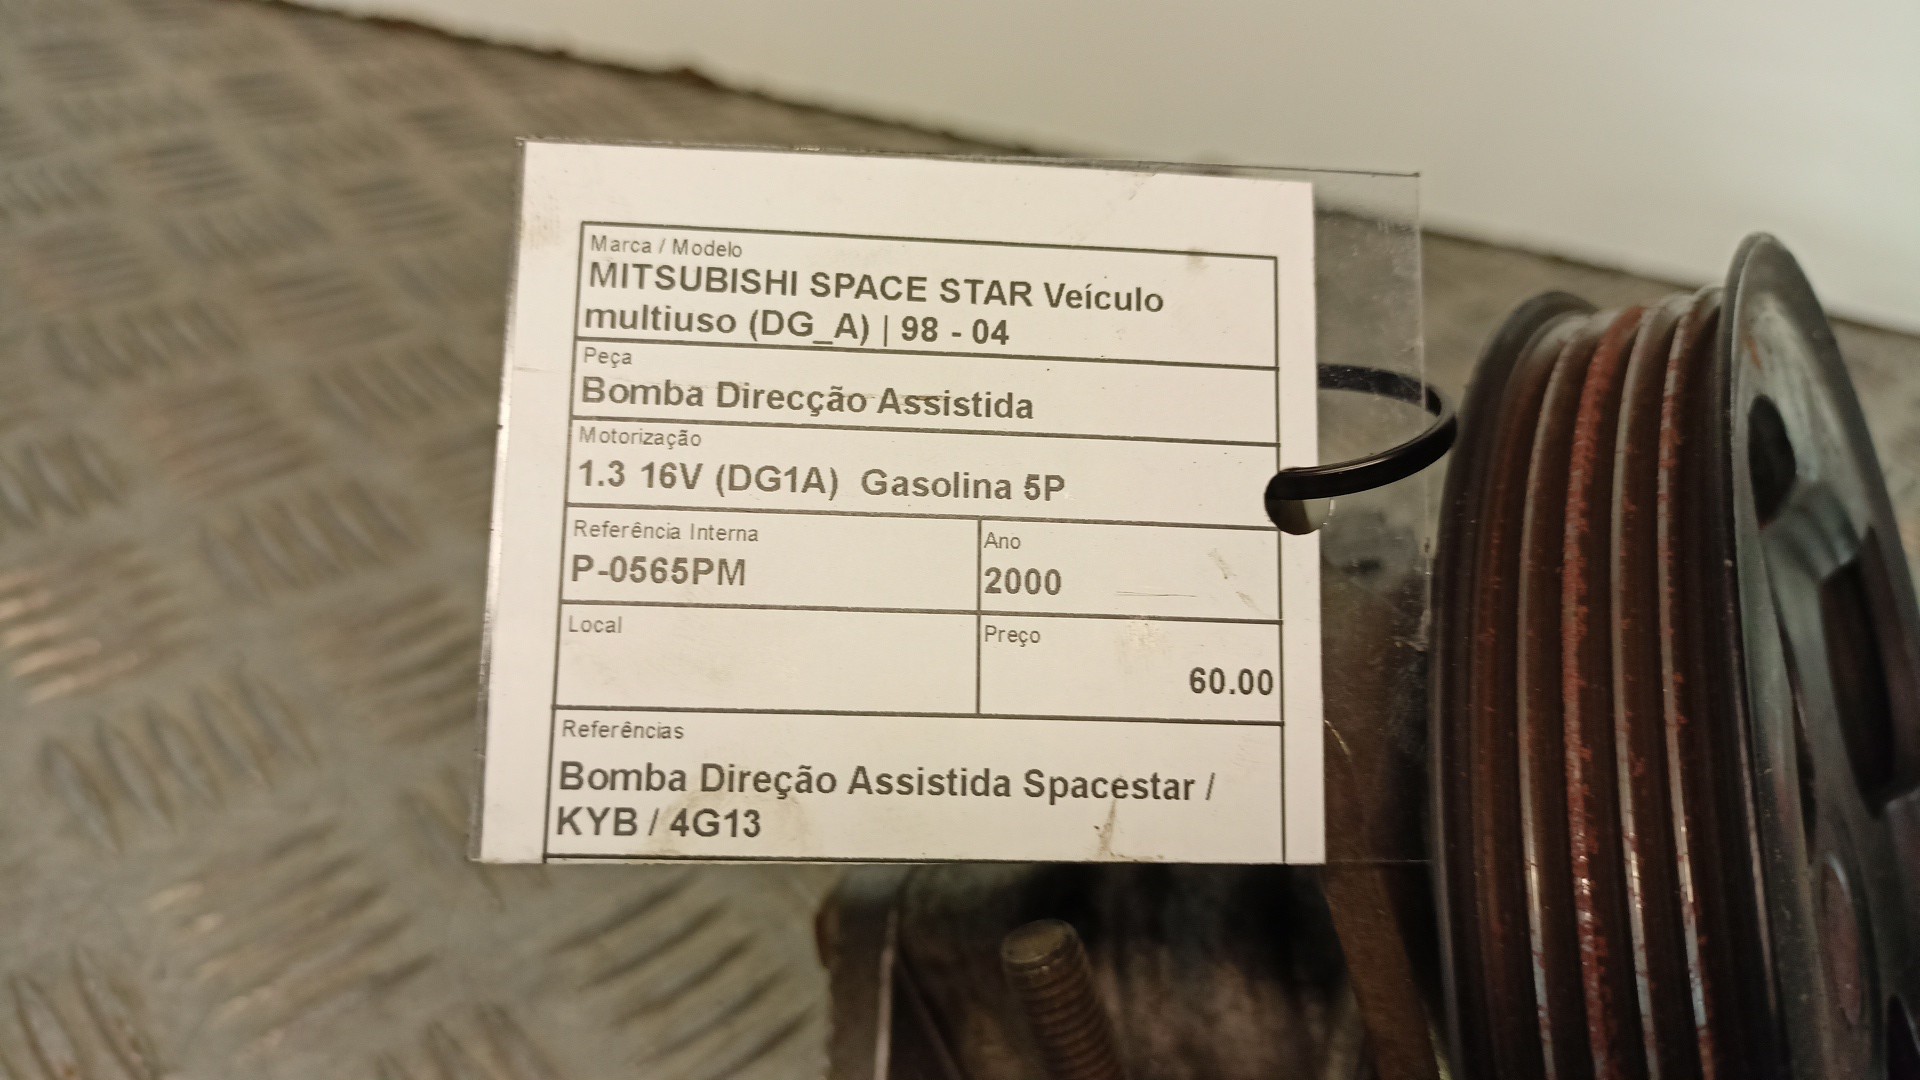 Marca / Modelo
MITSUBISHI SPACE STAR Veículo
multiuso (DG_A) | 98 - 04
Peça
Bomba Direcção Assistida
Motorização
1.3 16V (DG1A) Gasolina 5P
Referência Interna
P-0565PM
Ano
2000
Local
Preço
60.00
Referências
Bomba Direção Assistida Spacestar /
KYB / 4G13